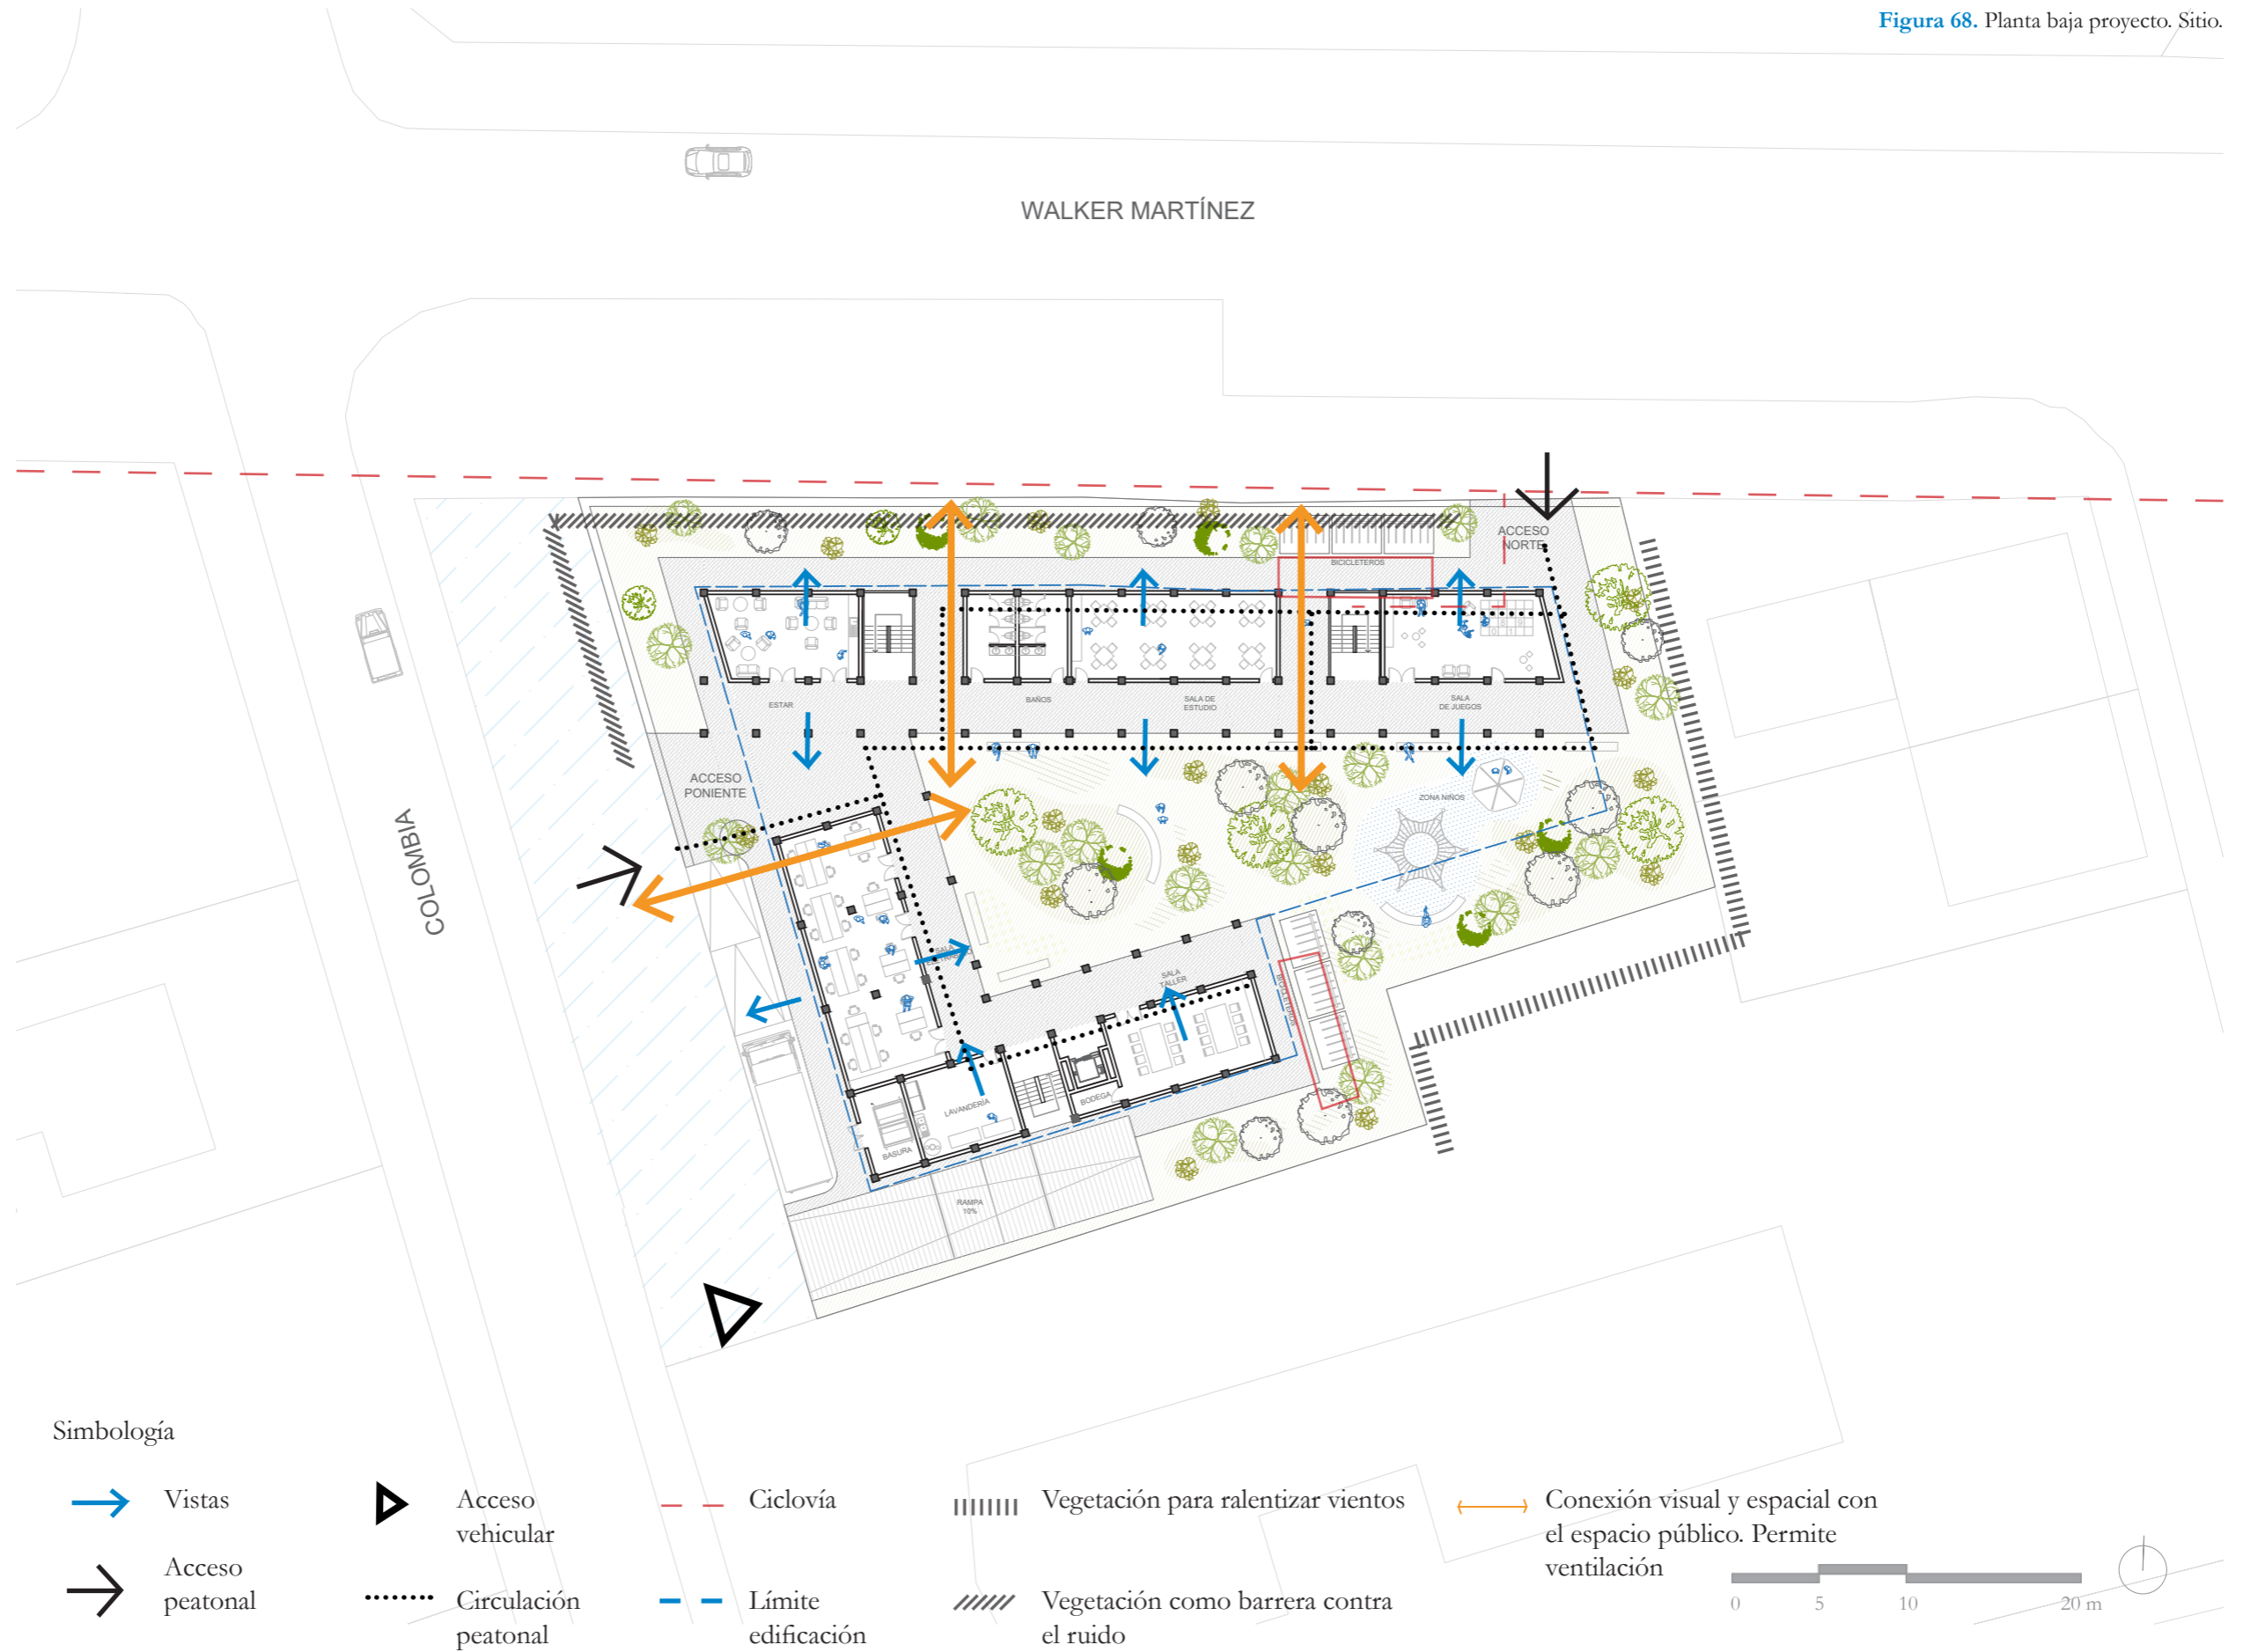 Figura 68. Planta baja proyecto. Sitio.
WALKER MARTÍNEZ
COLOMBIA
ACCESO
NORTE
BICICLETEROS
ESTAR
BAÑOS
SALA DE
ESTUDIO
SALA
DE JUEGOS
ACCESO
PONIENTE
ZONA NIÑOS
SALA
SALA
TALLER
BICICLETEROS
LAVANDERÍA
BODEGA
BASURA
RAMPA
10%
Simbología
Vistas
Acceso
peatonal
Acceso
vehicular
Circulación
peatonal
Ciclovía
Límite
edificación
Vegetación para ralentizar vientos
Vegetación como barrera contra
el ruido
Conexión visual y espacial con
el espacio público. Permite
ventilación
0 5 10 20 m